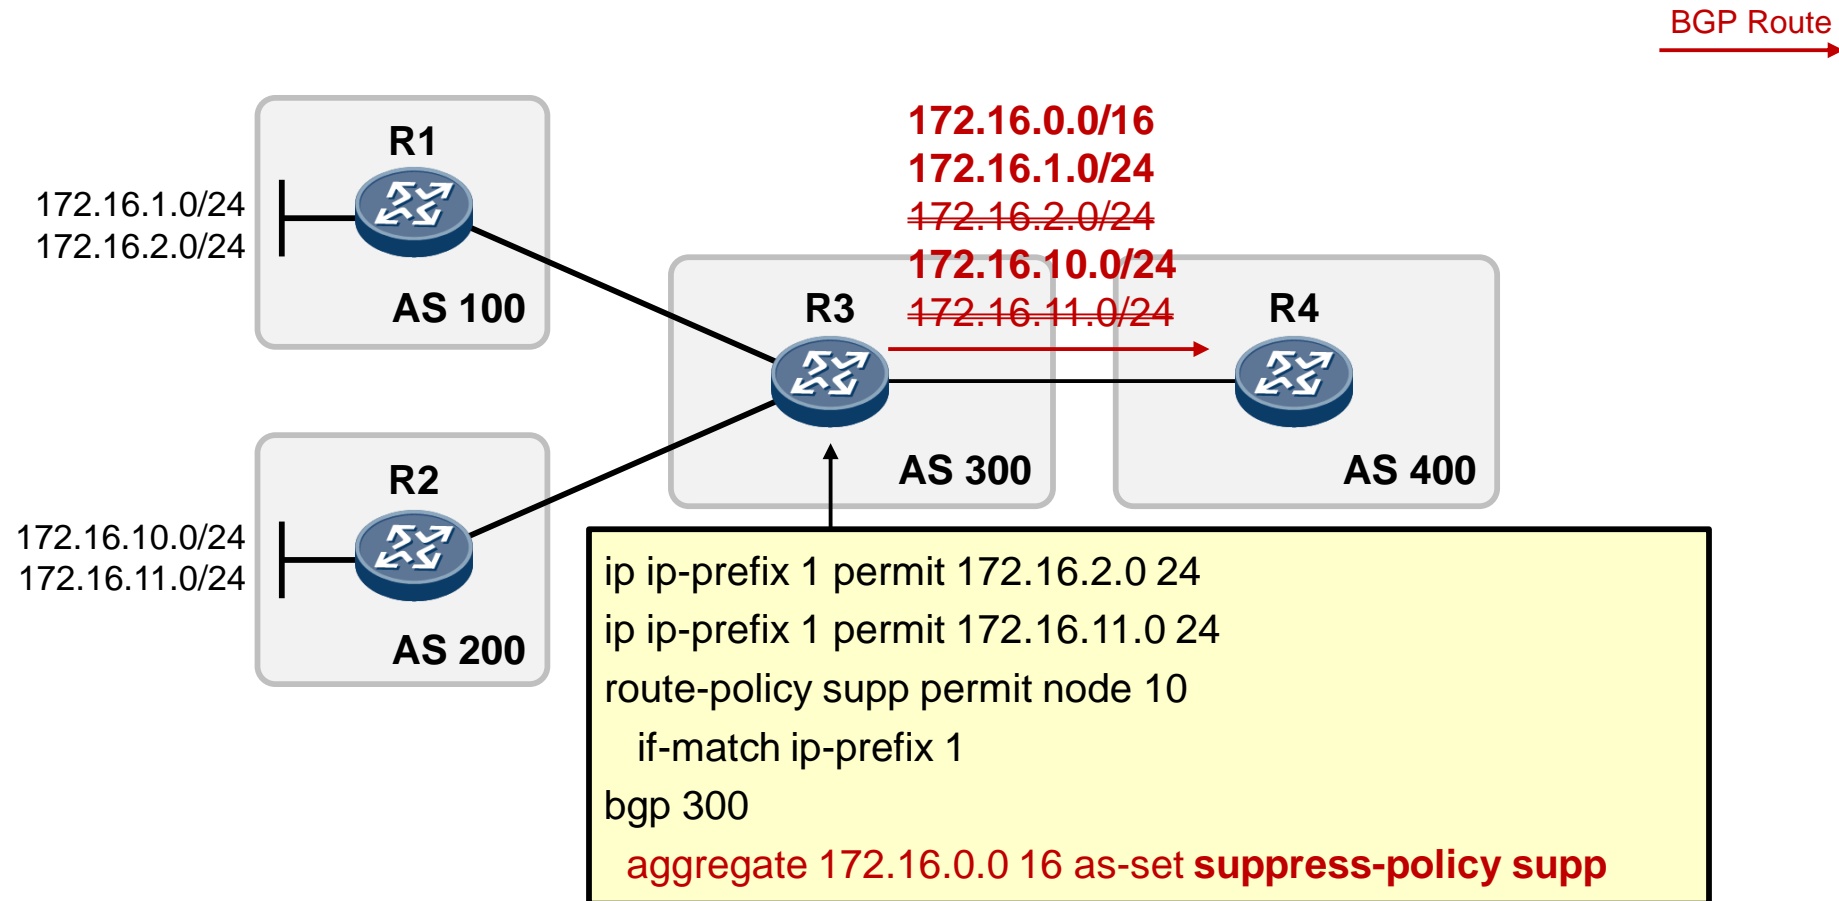 BGP Route
172.16.0.0/16
172.16.1.0/24
172.16.2.0/24
172.16.10.0/24
172.16.11.0/24
R1
172.16.1.0/24
172.16.2.0/24
AS 100
R3
R4
AS 300
AS 400
R2
172.16.10.0/24
172.16.11.0/24
AS 200
ip ip-prefix 1 permit 172.16.2.0 24
ip ip-prefix 1 permit 172.16.11.0 24
route-policy supp permit node 10
if-match ip-prefix 1
bgp 300
aggregate 172.16.0.0 16 as-set suppress-policy supp